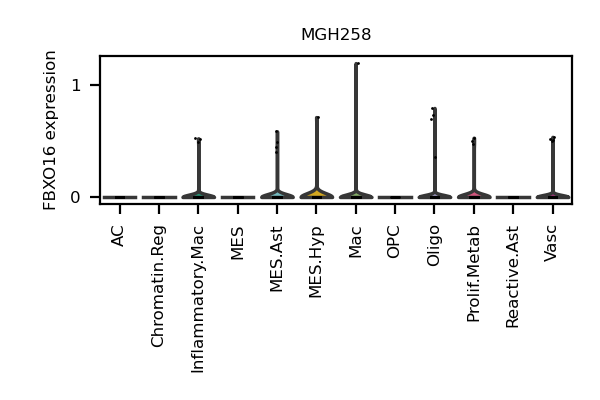 MGH258
FBXO16 expression
1
0
AC
Chromatin.Reg
Inflammatory.Mac
MES
MES.Ast
MES.Hyp
Mac
OPC
Oligo
Prolif.Metab
Reactive.Ast
Vasc